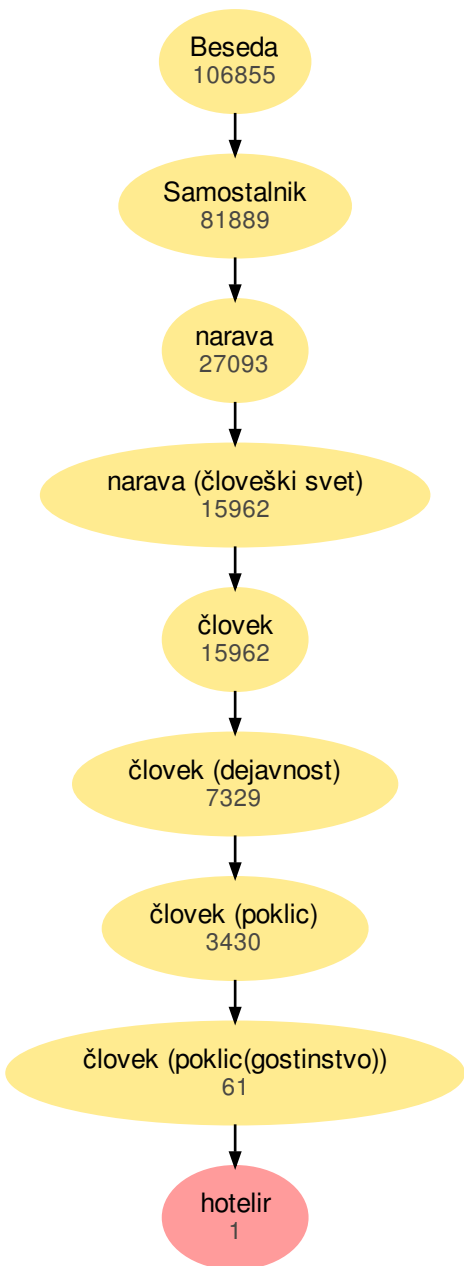 Beseda
106855
Samostalnik
81889
narava
27093
narava (človeški svet)
15962
človek
15962
človek (dejavnost)
7329
človek (poklic)
3430
človek (poklic(gostinstvo))
61
hotelir
1